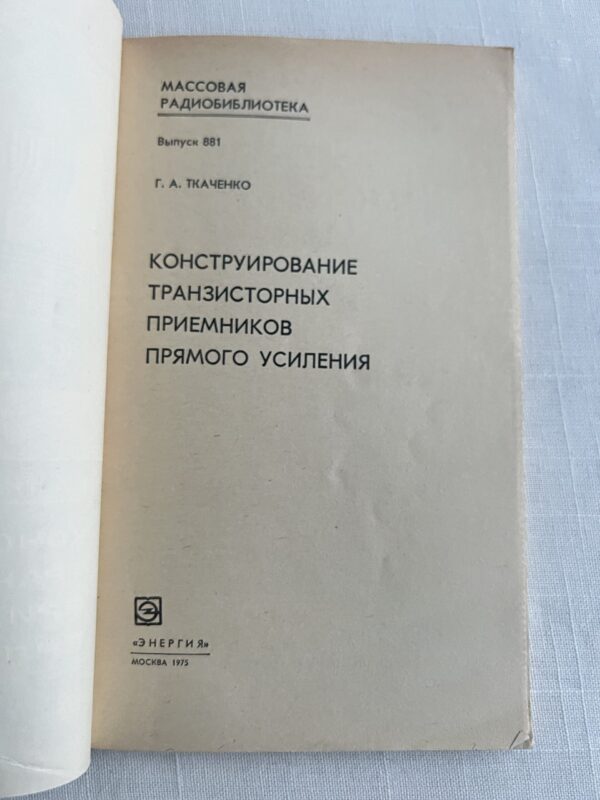 МАССОВАЯ
РАДИОБИБЛИОТЕКА
Выпуск 881
Г. А. ТКАЧЕНКО
КОНСТРУИРОВАНИЕ
ТРАНЗИСТОРНЫХ
ПРИЕМНИКОВ
ПРЯМОГО УСИЛЕНИЯ
«ЭНЕРГИЯ»
МОСКВА 1975